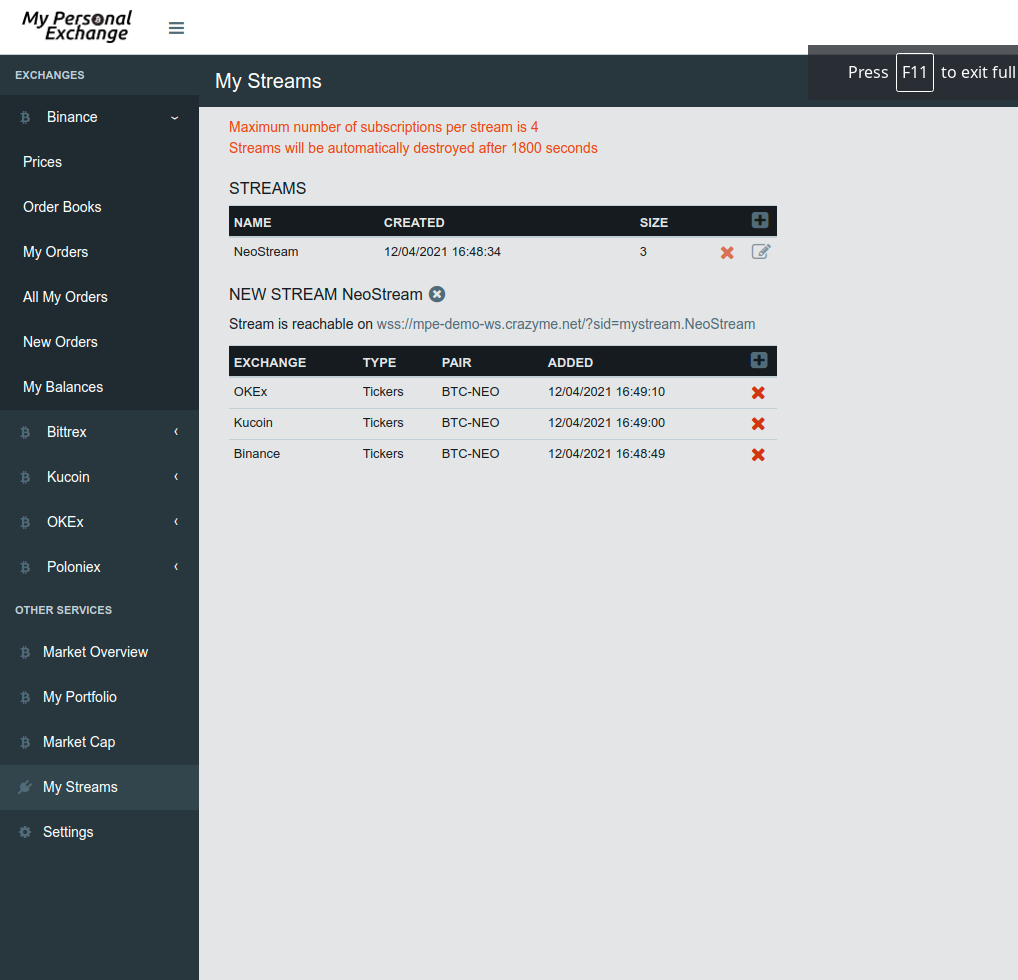 My Personal
Exchange
Press F11 to exit full
EXCHANGES
Binance
Prices
Order Books
My Orders
All My Orders
New Orders
My Balances
Bittrex
Kucoin
OKEx
Poloniex
OTHER SERVICES
Market Overview
My Portfolio
Market Cap
My Streams
Settings
My Streams
Maximum number of subscriptions per stream is 4
Streams will be automatically destroyed after 1800 seconds
STREAMS
NAME CREATED SIZE
NeoStream 12/04/2021 16:48:34 3
NEW STREAM NeoStream
Stream is reachable on wss://mpe-demo-ws.crazyme.net/?sid=mystream.NeoStream
EXCHANGE TYPE PAIR ADDED
OKEx Tickers BTC-NEO 12/04/2021 16:49:10
Kucoin Tickers BTC-NEO 12/04/2021 16:49:00
Binance Tickers BTC-NEO 12/04/2021 16:48:49